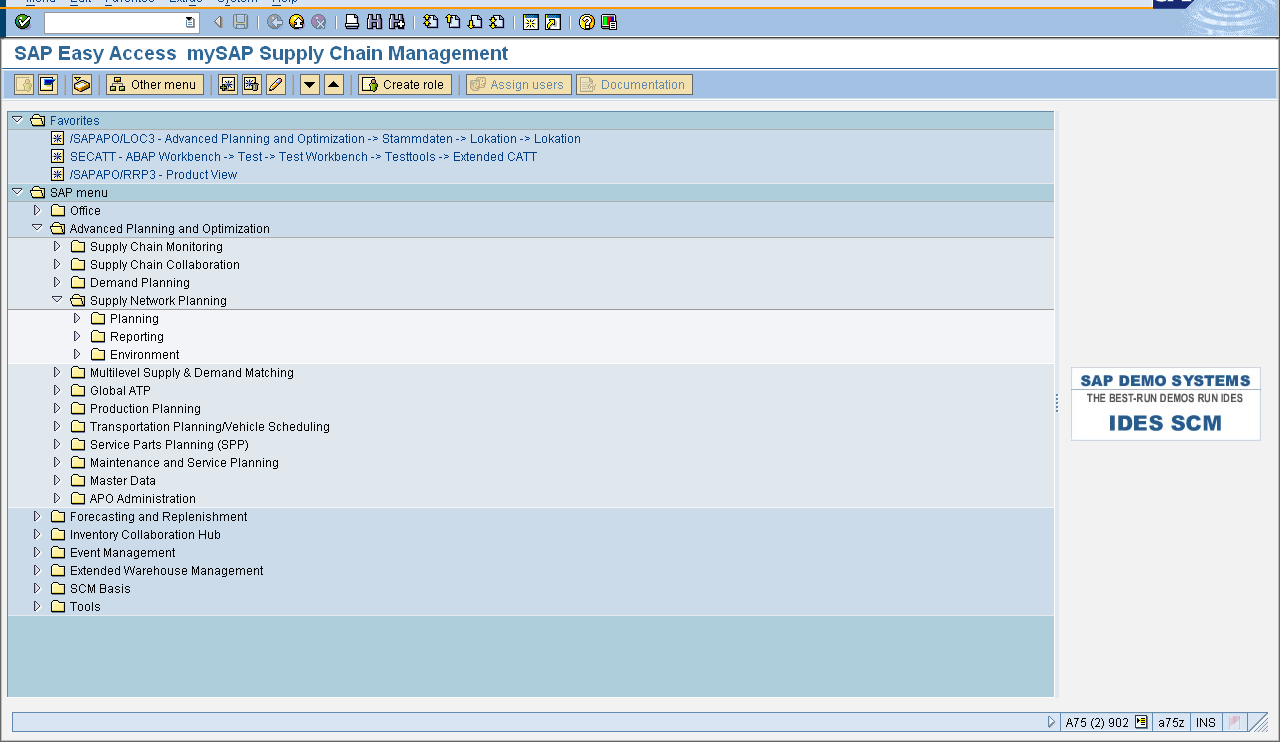 Menu Edit Favorites Extras System Help
SAP Easy Access mySAP Supply Chain Management
Other menu Create role Assign users Documentation
Favorites
/SAPAPO/LOC3 - Advanced Planning and Optimization -> Stammdaten -> Lokation -> Lokation
SECATT - ABAP Workbench -> Test -> Test Workbench -> Testtools -> Extended CATT
/SAPAPO/RRP3 - Product View
SAP menu
Office
Advanced Planning and Optimization
Supply Chain Monitoring
Supply Chain Collaboration
Demand Planning
Supply Network Planning
Planning
Reporting
Environment
Multilevel Supply & Demand Matching
Global ATP
Production Planning
Transportation Planning/Vehicle Scheduling
Service Parts Planning (SPP)
Maintenance and Service Planning
Master Data
APO Administration
Forecasting and Replenishment
Inventory Collaboration Hub
Event Management
Extended Warehouse Management
SCM Basis
Tools
SAP DEMO SYSTEMS
THE BEST-RUN DEMOS RUN IDES
IDES SCM
A75 (2) 902 a75z INS